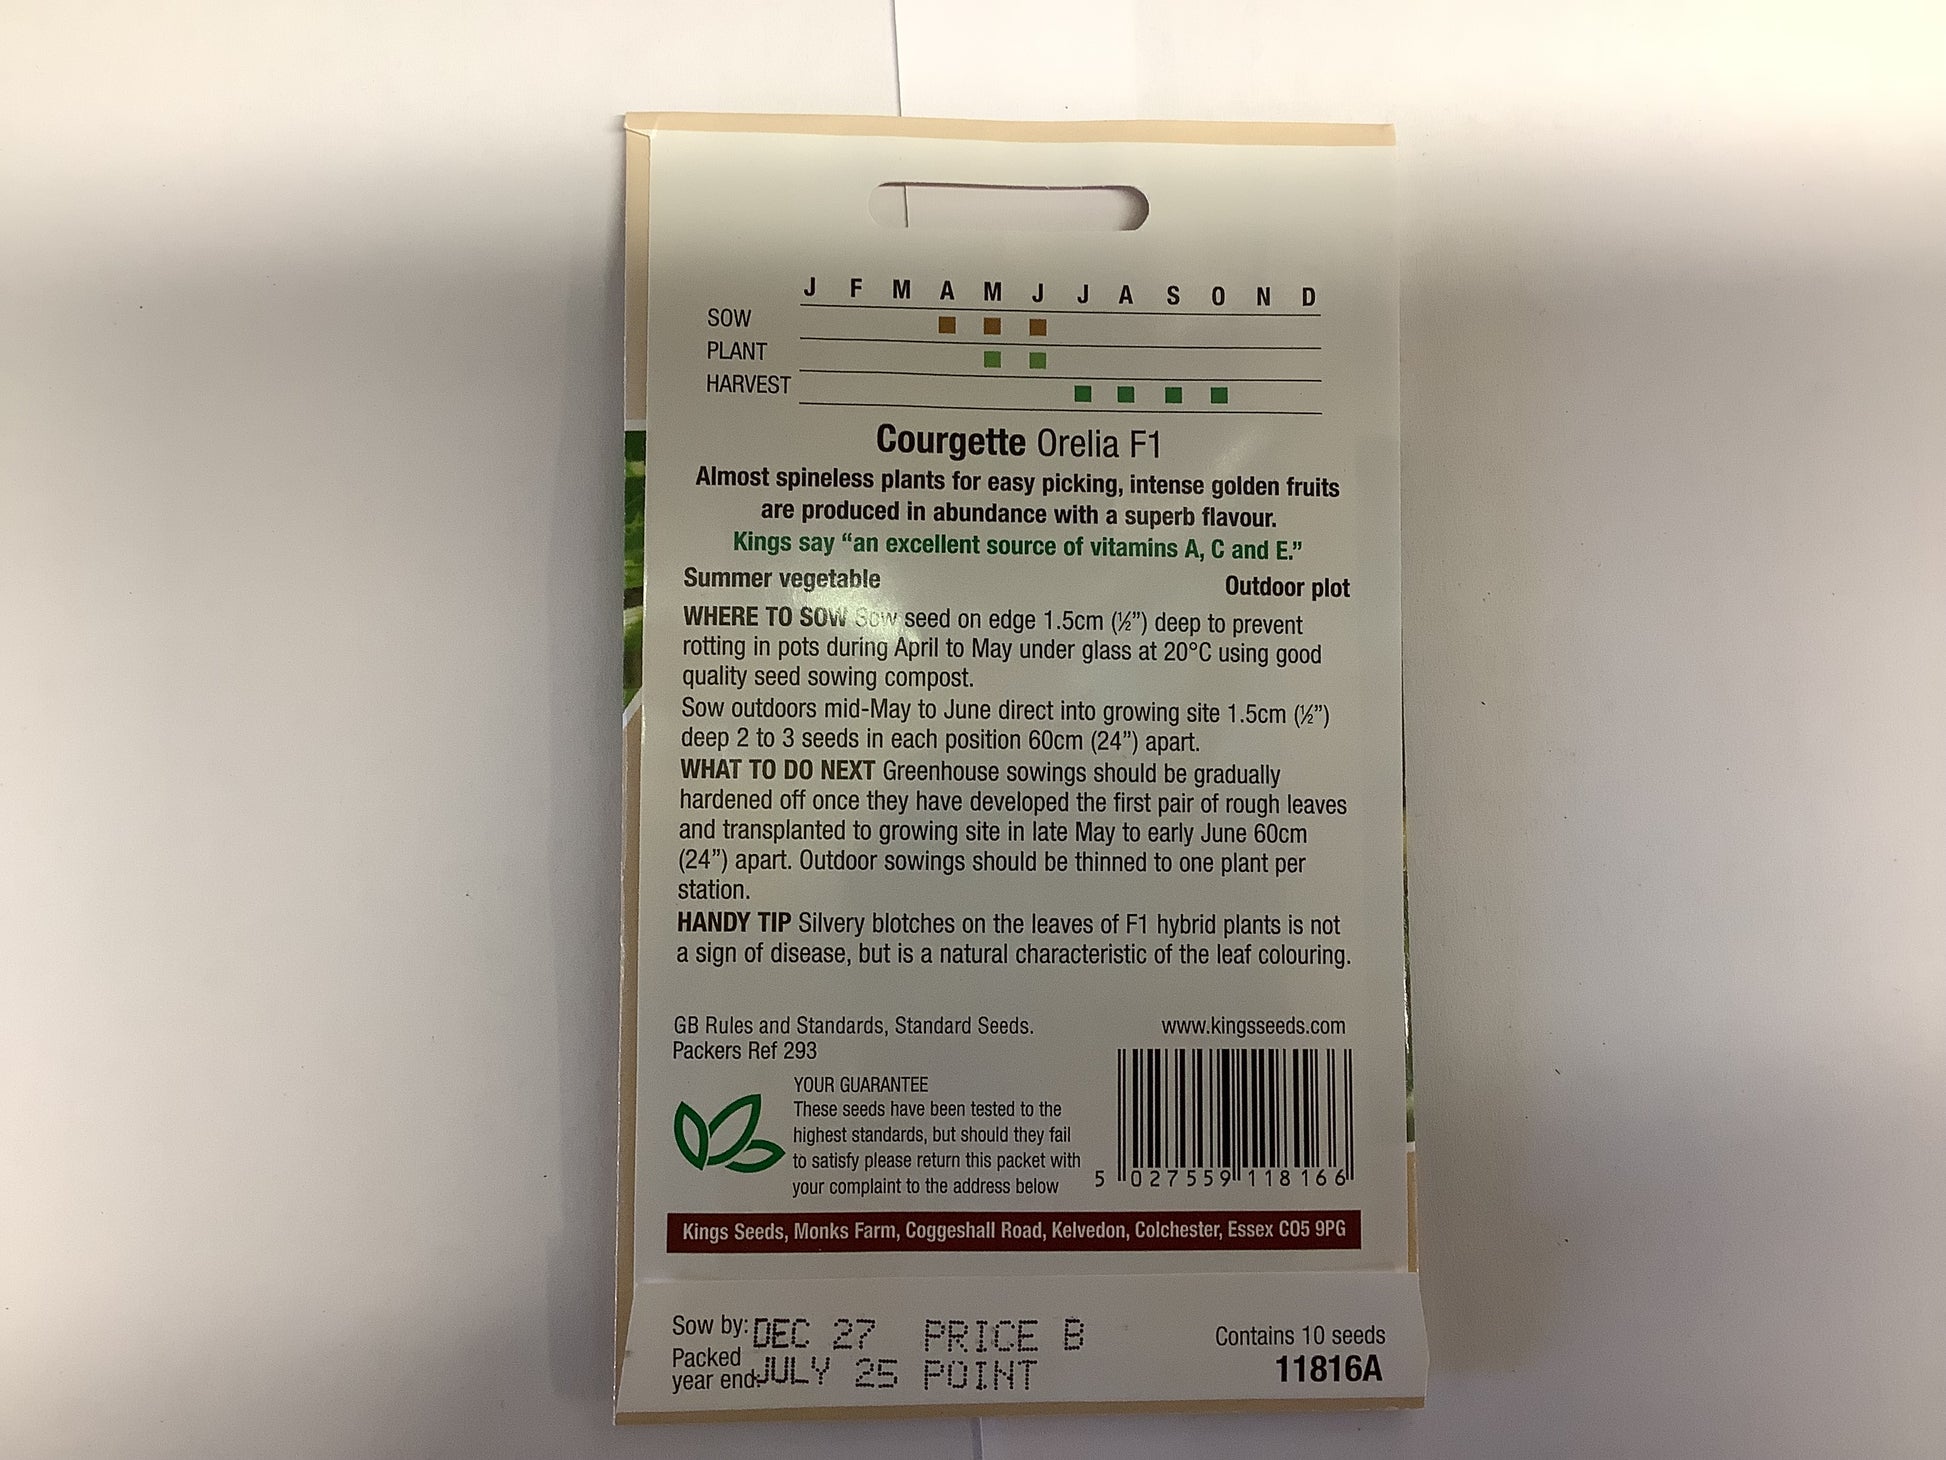 J F M A M J J A S O N D
SOW
PLANT
HARVEST
Courgette Orelia F1
Almost spineless plants for easy picking, intense golden fruits
are produced in abundance with a superb flavour.
Kings say “an excellent source of vitamins A, C and E.”
Summer vegetable Outdoor plot
WHERE TO SOW Sow seed on edge 1.5cm (½”) deep to prevent
rotting in pots during April to May under glass at 20°C using good
quality seed sowing compost.
Sow outdoors mid-May to June direct into growing site 1.5cm (½”)
deep 2 to 3 seeds in each position 60cm (24”) apart.
WHAT TO DO NEXT Greenhouse sowings should be gradually
hardened off once they have developed the first pair of rough leaves
and transplanted to growing site in late May to early June 60cm
(24”) apart. Outdoor sowings should be thinned to one plant per
station.
HANDY TIP Silvery blotches on the leaves of F1 hybrid plants is not
a sign of disease, but is a natural characteristic of the leaf colouring.
GB Rules and Standards, Standard Seeds. www.kingsseeds.com
Packers Ref 293
YOUR GUARANTEE
These seeds have been tested to the
highest standards, but should they fail
to satisfy please return this packet with
your complaint to the address below
5 027559 118166
Kings Seeds, Monks Farm, Coggeshall Road, Kelvedon, Colchester, Essex CO5 9PG
Sow by: DEC 27 PRICE B Contains 10 seeds
Packed
year end: JULY 25 POINT 11816A